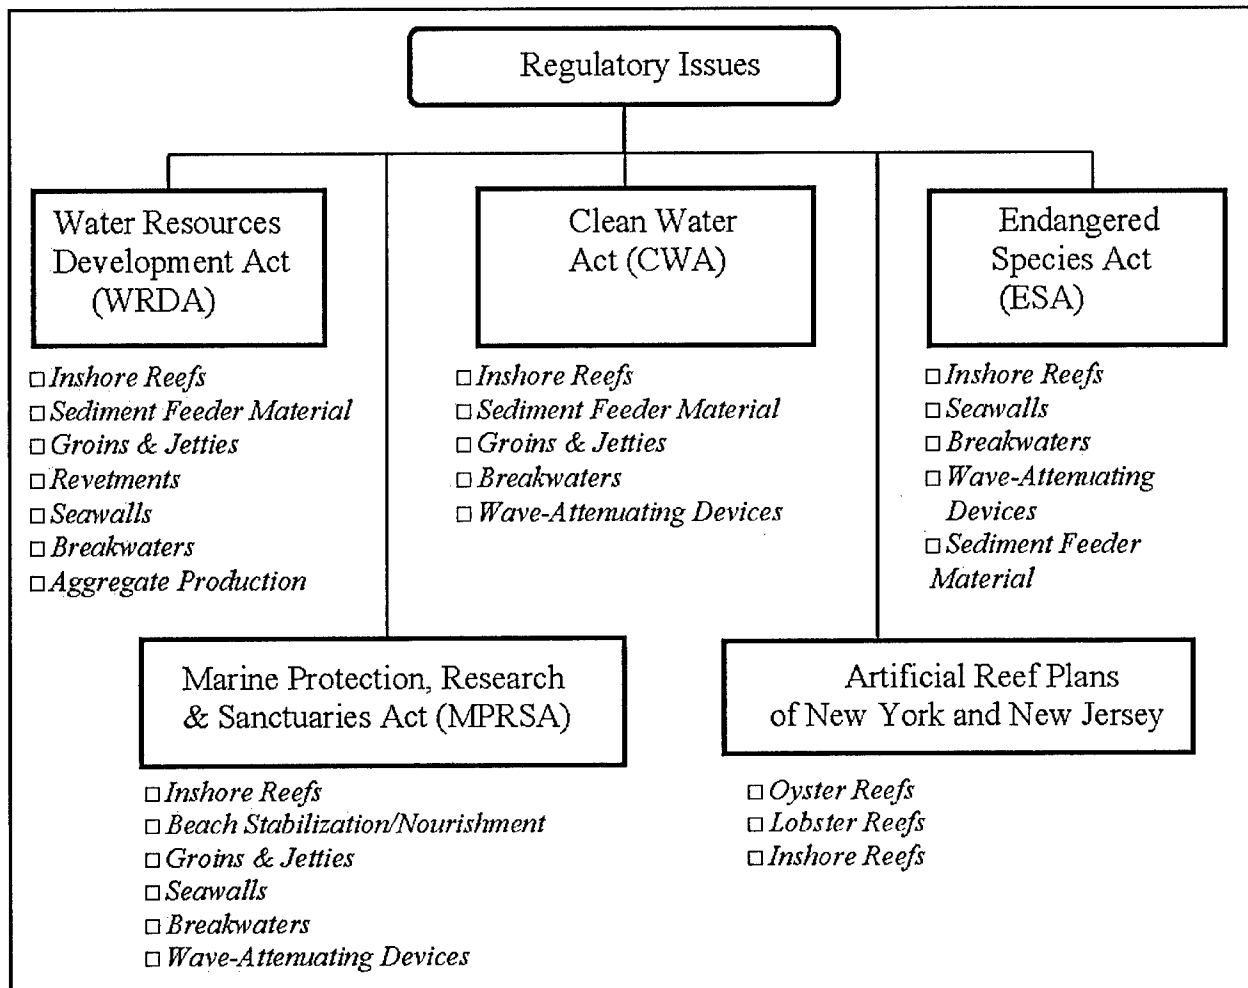 Regulatory Issues
Water Resources
Development Act
(WRDA)
□ Inshore Reefs
□ Sediment Feeder Material
□ Groins & Jetties
□ Revetments
□ Seawalls
□ Breakwaters
□ Aggregate Production
Clean Water
Act (CWA)
□ Inshore Reefs
□ Sediment Feeder Material
□ Groins & Jetties
□ Breakwaters
□ Wave-Attenuating Devices
Endangered
Species Act
(ESA)
□ Inshore Reefs
□ Seawalls
□ Breakwaters
□ Wave-Attenuating
Devices
□ Sediment Feeder
Material
Marine Protection, Research
& Sanctuaries Act (MPRSA)
□ Inshore Reefs
□ Beach Stabilization/Nourishment
□ Groins & Jetties
□ Seawalls
□ Breakwaters
□ Wave-Attenuating Devices
Artificial Reef Plans
of New York and New Jersey
□ Oyster Reefs
□ Lobster Reefs
□ Inshore Reefs